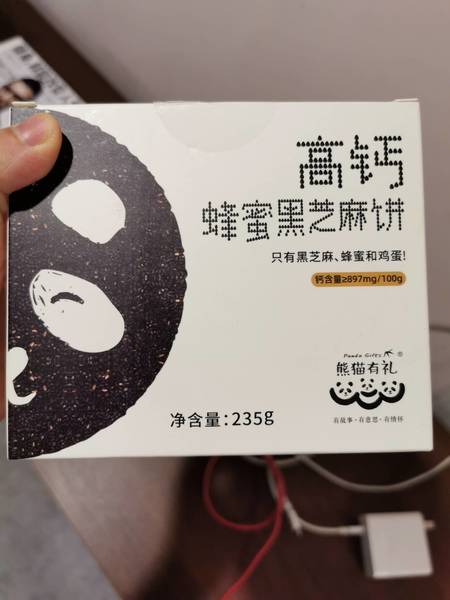 高钙
蜂蜜黑芝麻饼
只有黑芝麻、蜂蜜和鸡蛋!
钙含量≥897mg/100g
Panda Gifts
熊猫有礼®
有故事·有意思·有情怀
净含量:235g